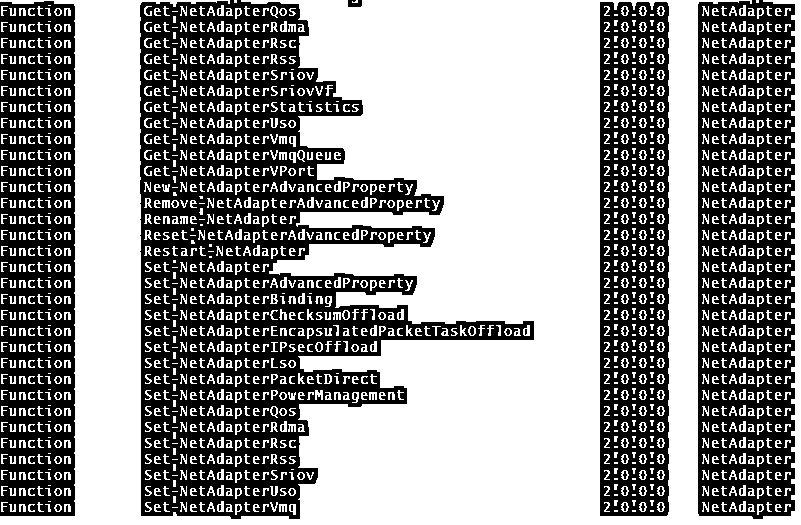 Function Get-NetAdapterQos 2.0.0.0 NetAdapter
Function Get-NetAdapterRdma 2.0.0.0 NetAdapter
Function Get-NetAdapterRsc 2.0.0.0 NetAdapter
Function Get-NetAdapterRss 2.0.0.0 NetAdapter
Function Get-NetAdapterSriov 2.0.0.0 NetAdapter
Function Get-NetAdapterSriovVf 2.0.0.0 NetAdapter
Function Get-NetAdapterStatistics 2.0.0.0 NetAdapter
Function Get-NetAdapterUso 2.0.0.0 NetAdapter
Function Get-NetAdapterVmq 2.0.0.0 NetAdapter
Function Get-NetAdapterVmqQueue 2.0.0.0 NetAdapter
Function Get-NetAdapterVPort 2.0.0.0 NetAdapter
Function New-NetAdapterAdvancedProperty 2.0.0.0 NetAdapter
Function Remove-NetAdapterAdvancedProperty 2.0.0.0 NetAdapter
Function Rename-NetAdapter 2.0.0.0 NetAdapter
Function Reset-NetAdapterAdvancedProperty 2.0.0.0 NetAdapter
Function Restart-NetAdapter 2.0.0.0 NetAdapter
Function Set-NetAdapter 2.0.0.0 NetAdapter
Function Set-NetAdapterAdvancedProperty 2.0.0.0 NetAdapter
Function Set-NetAdapterBinding 2.0.0.0 NetAdapter
Function Set-NetAdapterChecksumOffload 2.0.0.0 NetAdapter
Function Set-NetAdapterEncapsulatedPacketTaskOffload 2.0.0.0 NetAdapter
Function Set-NetAdapterIPsecOffload 2.0.0.0 NetAdapter
Function Set-NetAdapterLso 2.0.0.0 NetAdapter
Function Set-NetAdapterPacketDirect 2.0.0.0 NetAdapter
Function Set-NetAdapterPowerManagement 2.0.0.0 NetAdapter
Function Set-NetAdapterQos 2.0.0.0 NetAdapter
Function Set-NetAdapterRdma 2.0.0.0 NetAdapter
Function Set-NetAdapterRsc 2.0.0.0 NetAdapter
Function Set-NetAdapterRss 2.0.0.0 NetAdapter
Function Set-NetAdapterSriov 2.0.0.0 NetAdapter
Function Set-NetAdapterUso 2.0.0.0 NetAdapter
Function Set-NetAdapterVmq 2.0.0.0 NetAdapter